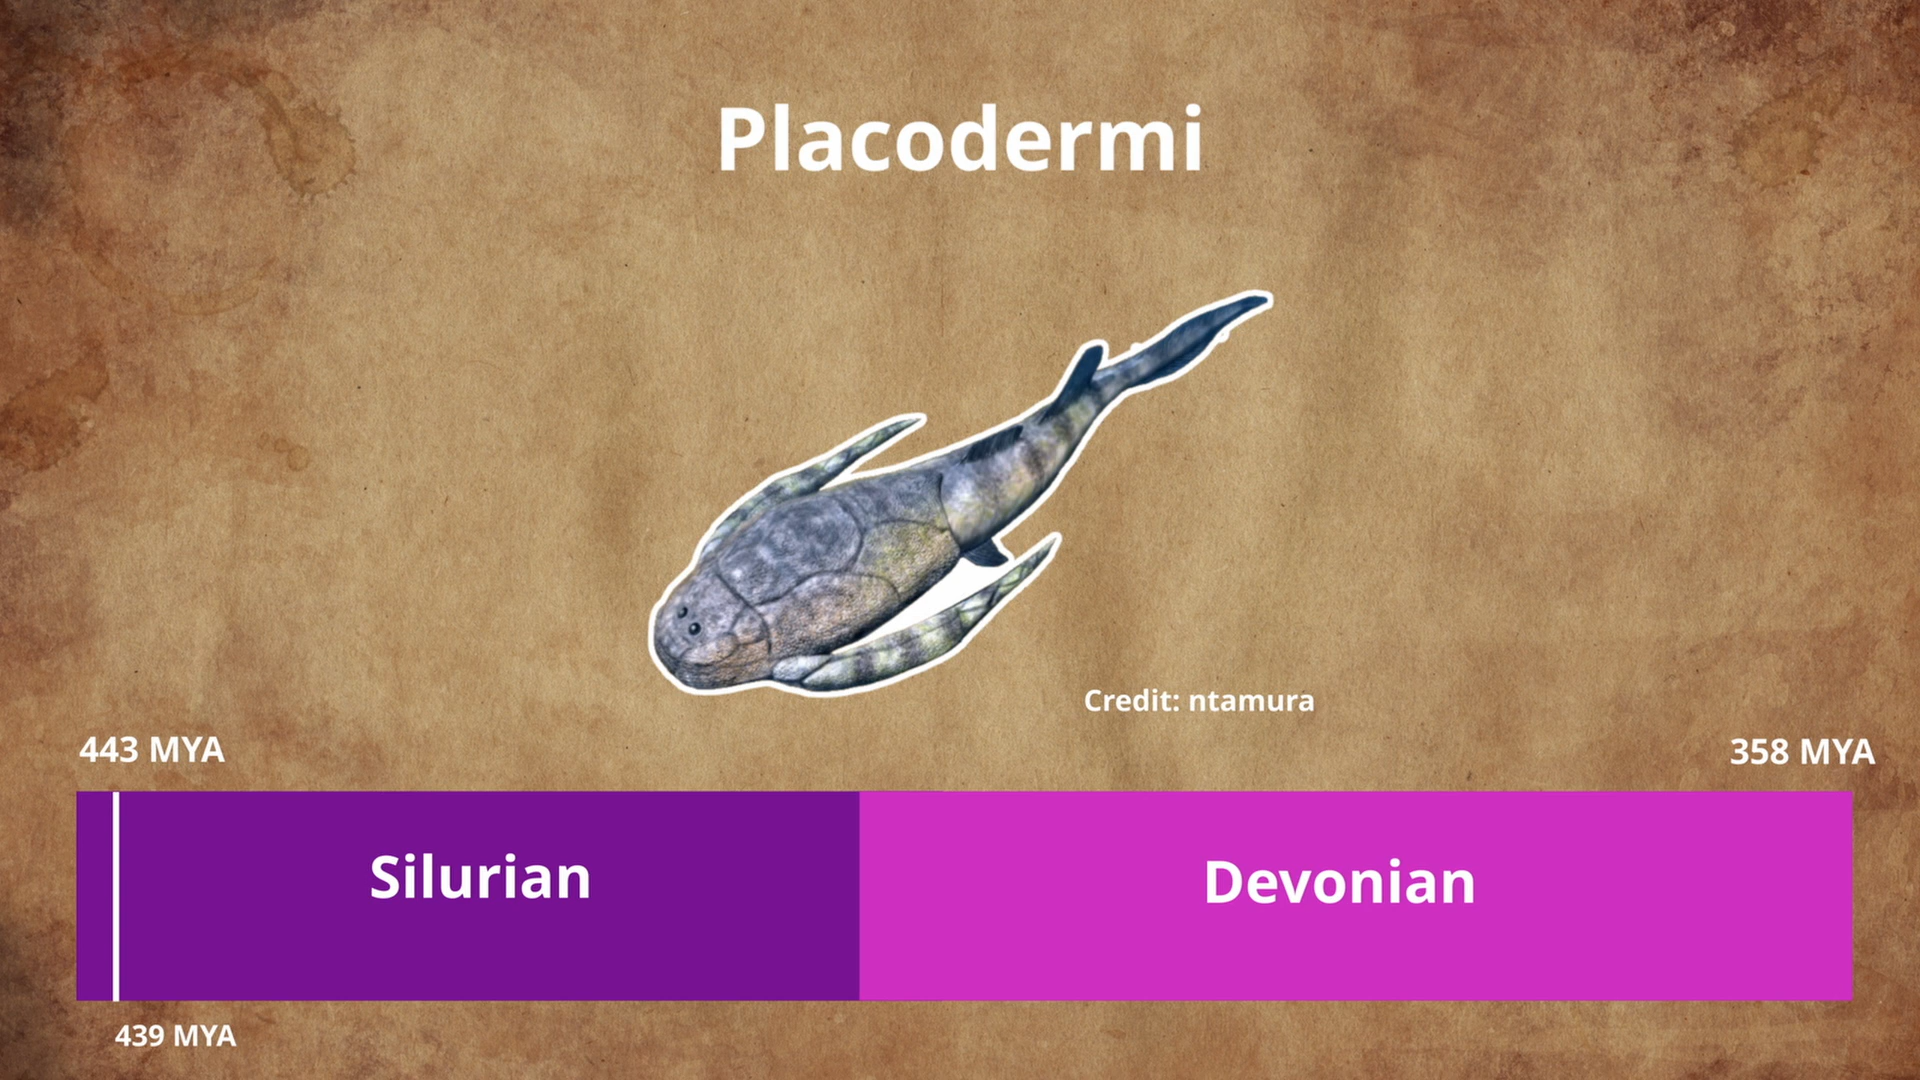 Placodermi
Credit: ntamura
443 MYA
358 MYA
Silurian
Devonian
439 MYA